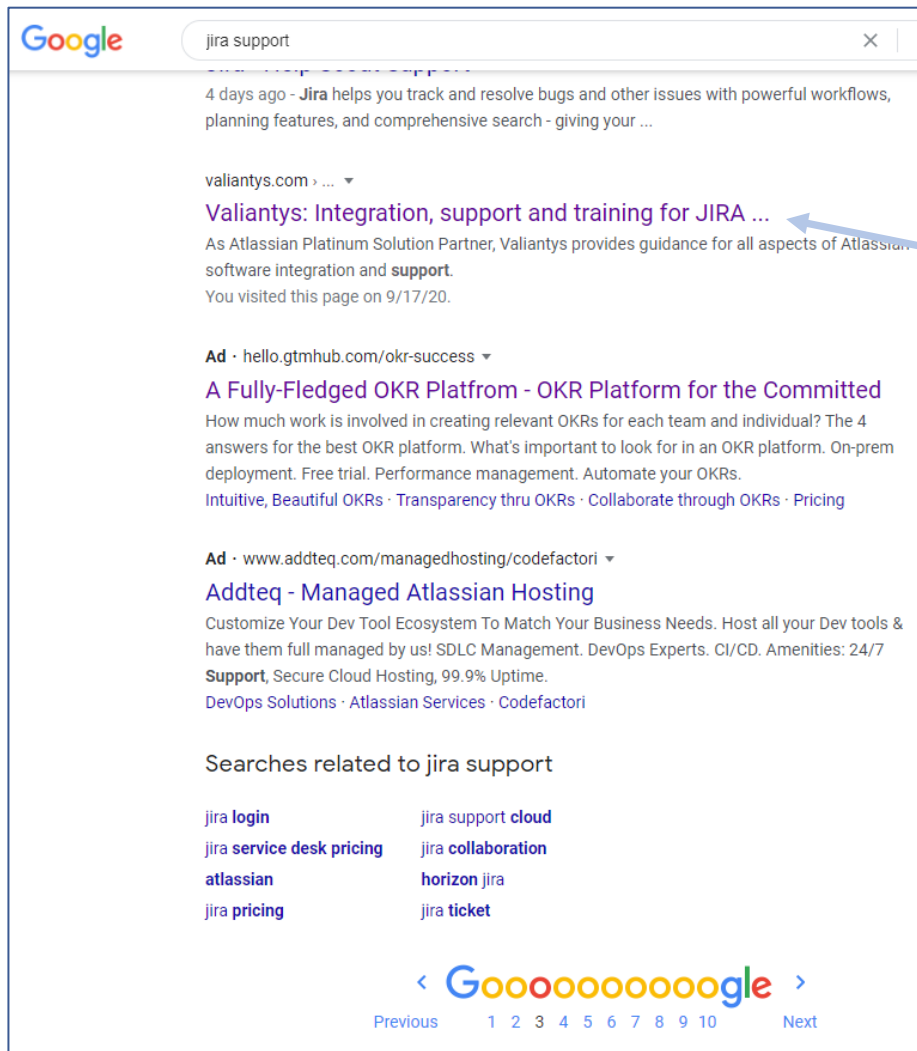 Google
jira support
4 days ago - Jira helps you track and resolve bugs and other issues with powerful workflows,
planning features, and comprehensive search - giving your ...
valiantys.com › ...
Valiantys: Integration, support and training for JIRA ...
As Atlassian Platinum Solution Partner, Valiantys provides guidance for all aspects of Atlassian
software integration and support.
You visited this page on 9/17/20.
Ad · hello.gtmhub.com/okr-success
A Fully-Fledged OKR Platfrom - OKR Platform for the Committed
How much work is involved in creating relevant OKRs for each team and individual? The 4
answers for the best OKR platform. What's important to look for in an OKR platform. On-prem
deployment. Free trial. Performance management. Automate your OKRs.
Intuitive, Beautiful OKRs · Transparency thru OKRs · Collaborate through OKRs · Pricing
Ad · www.addteq.com/managedhosting/codefactori
Addteq - Managed Atlassian Hosting
Customize Your Dev Tool Ecosystem To Match Your Business Needs. Host all your Dev tools &
have them full managed by us! SDLC Management. DevOps Experts. CI/CD. Amenities: 24/7
Support, Secure Cloud Hosting, 99.9% Uptime.
DevOps Solutions · Atlassian Services · Codefactori
Searches related to jira support
jira login jira support cloud
jira service desk pricing jira collaboration
atlassian horizon jira
jira pricing jira ticket
Goooooooooogle
Previous 1 2 3 4 5 6 7 8 9 10 Next